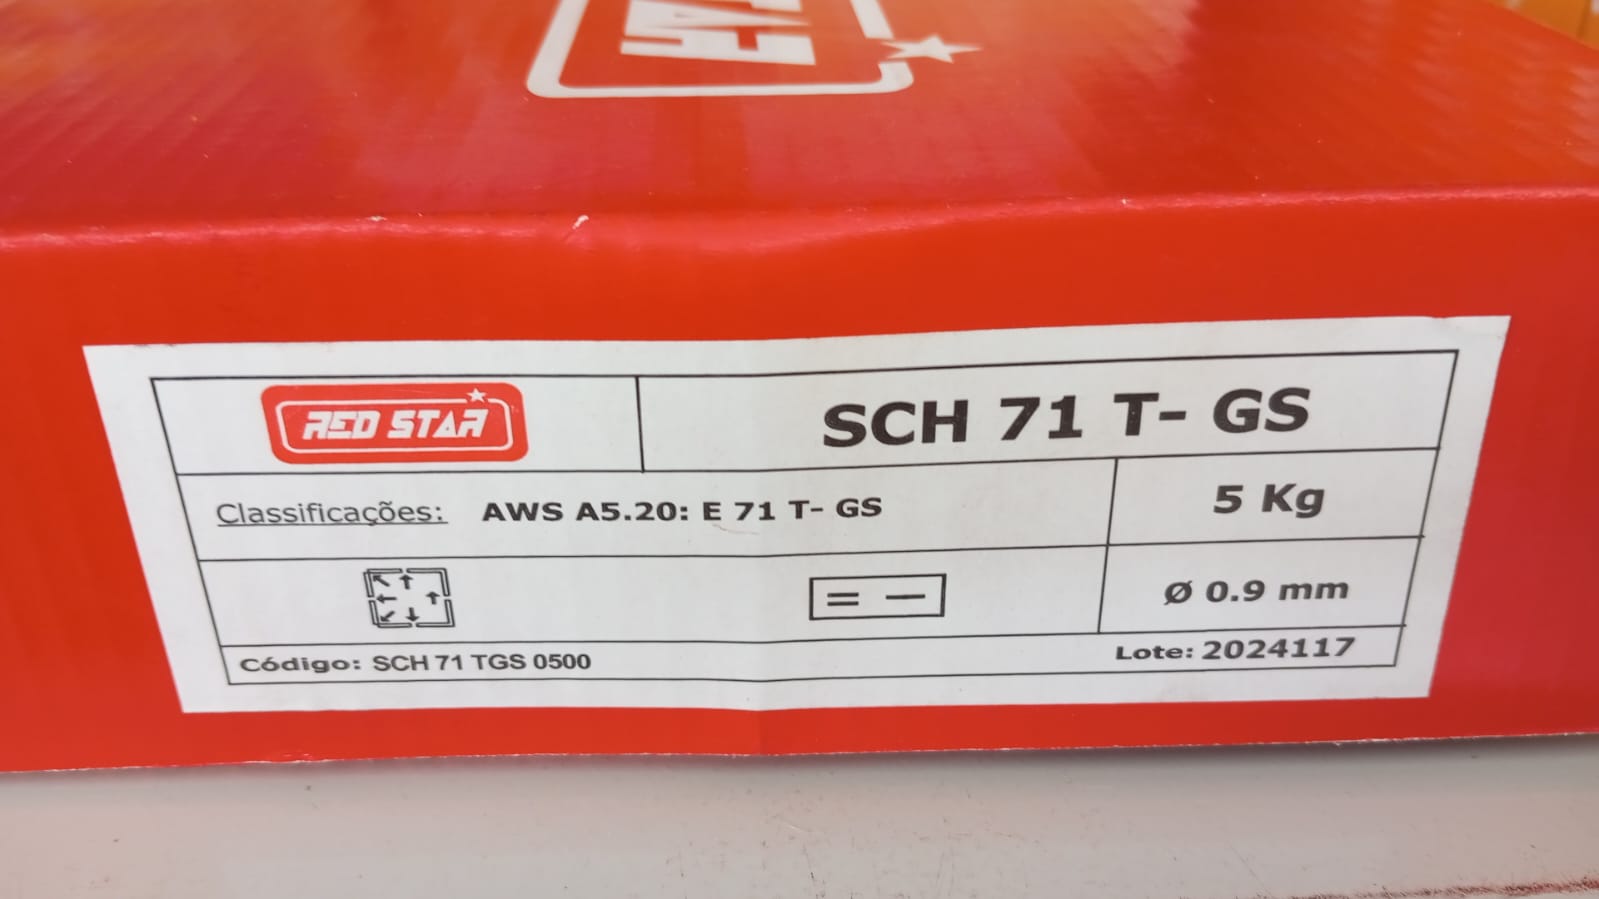 RED STAR
SCH 71 T- GS
Classificações: AWS A5.20: E 71 T- GS
5 Kg
= —
Ø 0.9 mm
Código: SCH 71 TGS 0500
Lote: 2024117